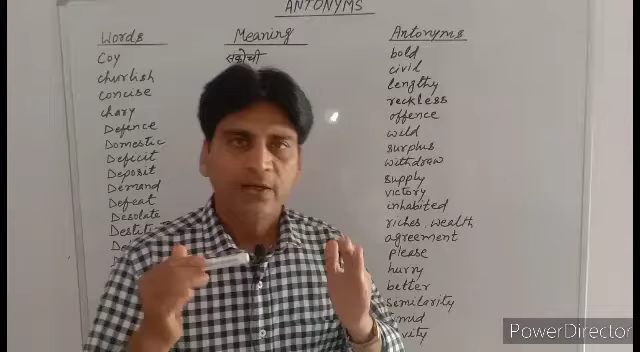 ANTONYMS
Words Meaning Antonyms
Coy संकोची bold
churlish civil
concise lengthy
chary reckless
Defence offence
Domestic wild
Deficit surplus
Deposit withdraw
Demand supply
Defeat victory
Desolate inhabited
riches, wealth
agreement
please
hurry
better
similarity
PowerDirector